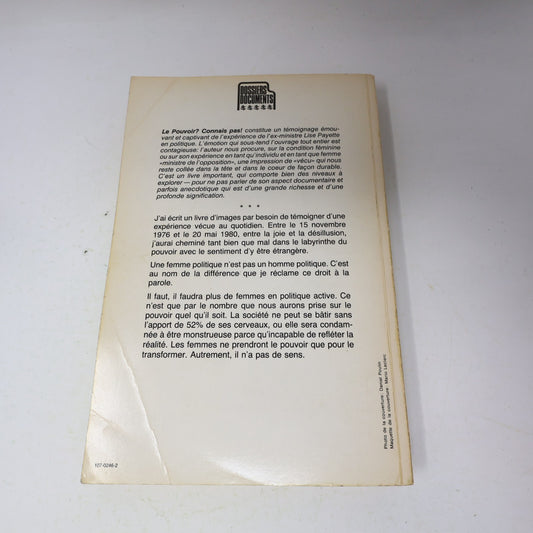 DOSSIERS
DOCUMENTS
Le Pouvoir? Connais pas! constitue un témoignage émou-
vant et captivant de l'expérience de l'ex-ministre Lise Payette
en politique. L'émotion qui sous-tend l'ouvrage tout entier est
contagieuse: l'auteur nous procure, sur la condition féminine
ou sur son expérience en tant qu'individu et en tant que femme
«ministre de l'opposition», une impression de «vécu» qui nous
reste collée dans la tête et dans le coeur de façon durable.
C'est un livre important, qui comporte bien des niveaux à
explorer — pour ne pas parler de son aspect documentaire et
parfois anecdotique qui est d'une grande richesse et d'une
profonde signification.
* * *
J'ai écrit un livre d'images par besoin de témoigner d'une
expérience vécue au quotidien. Entre le 15 novembre
1976 et le 20 mai 1980, entre la joie et la désillusion,
j'aurai cheminé tant bien que mal dans le labyrinthe du
pouvoir avec le sentiment d'y être étrangère.
Une femme politique n'est pas un homme politique. C'est
au nom de la différence que je réclame ce droit à la
parole.
Il faut, il faudra plus de femmes en politique active. Ce
n'est que par le nombre que nous aurons prise sur le
pouvoir quel qu'il soit. La société ne peut se bâtir sans
l'apport de 52% de ses cerveaux, ou elle sera condam-
née à être monstrueuse parce qu'incapable de refléter la
réalité. Les femmes ne prendront le pouvoir que pour le
transformer. Autrement, il n'a pas de sens.
Photo de la couverture: Daniel Poulin
Maquette de la couverture: Mario Leclerc
107-0246-2